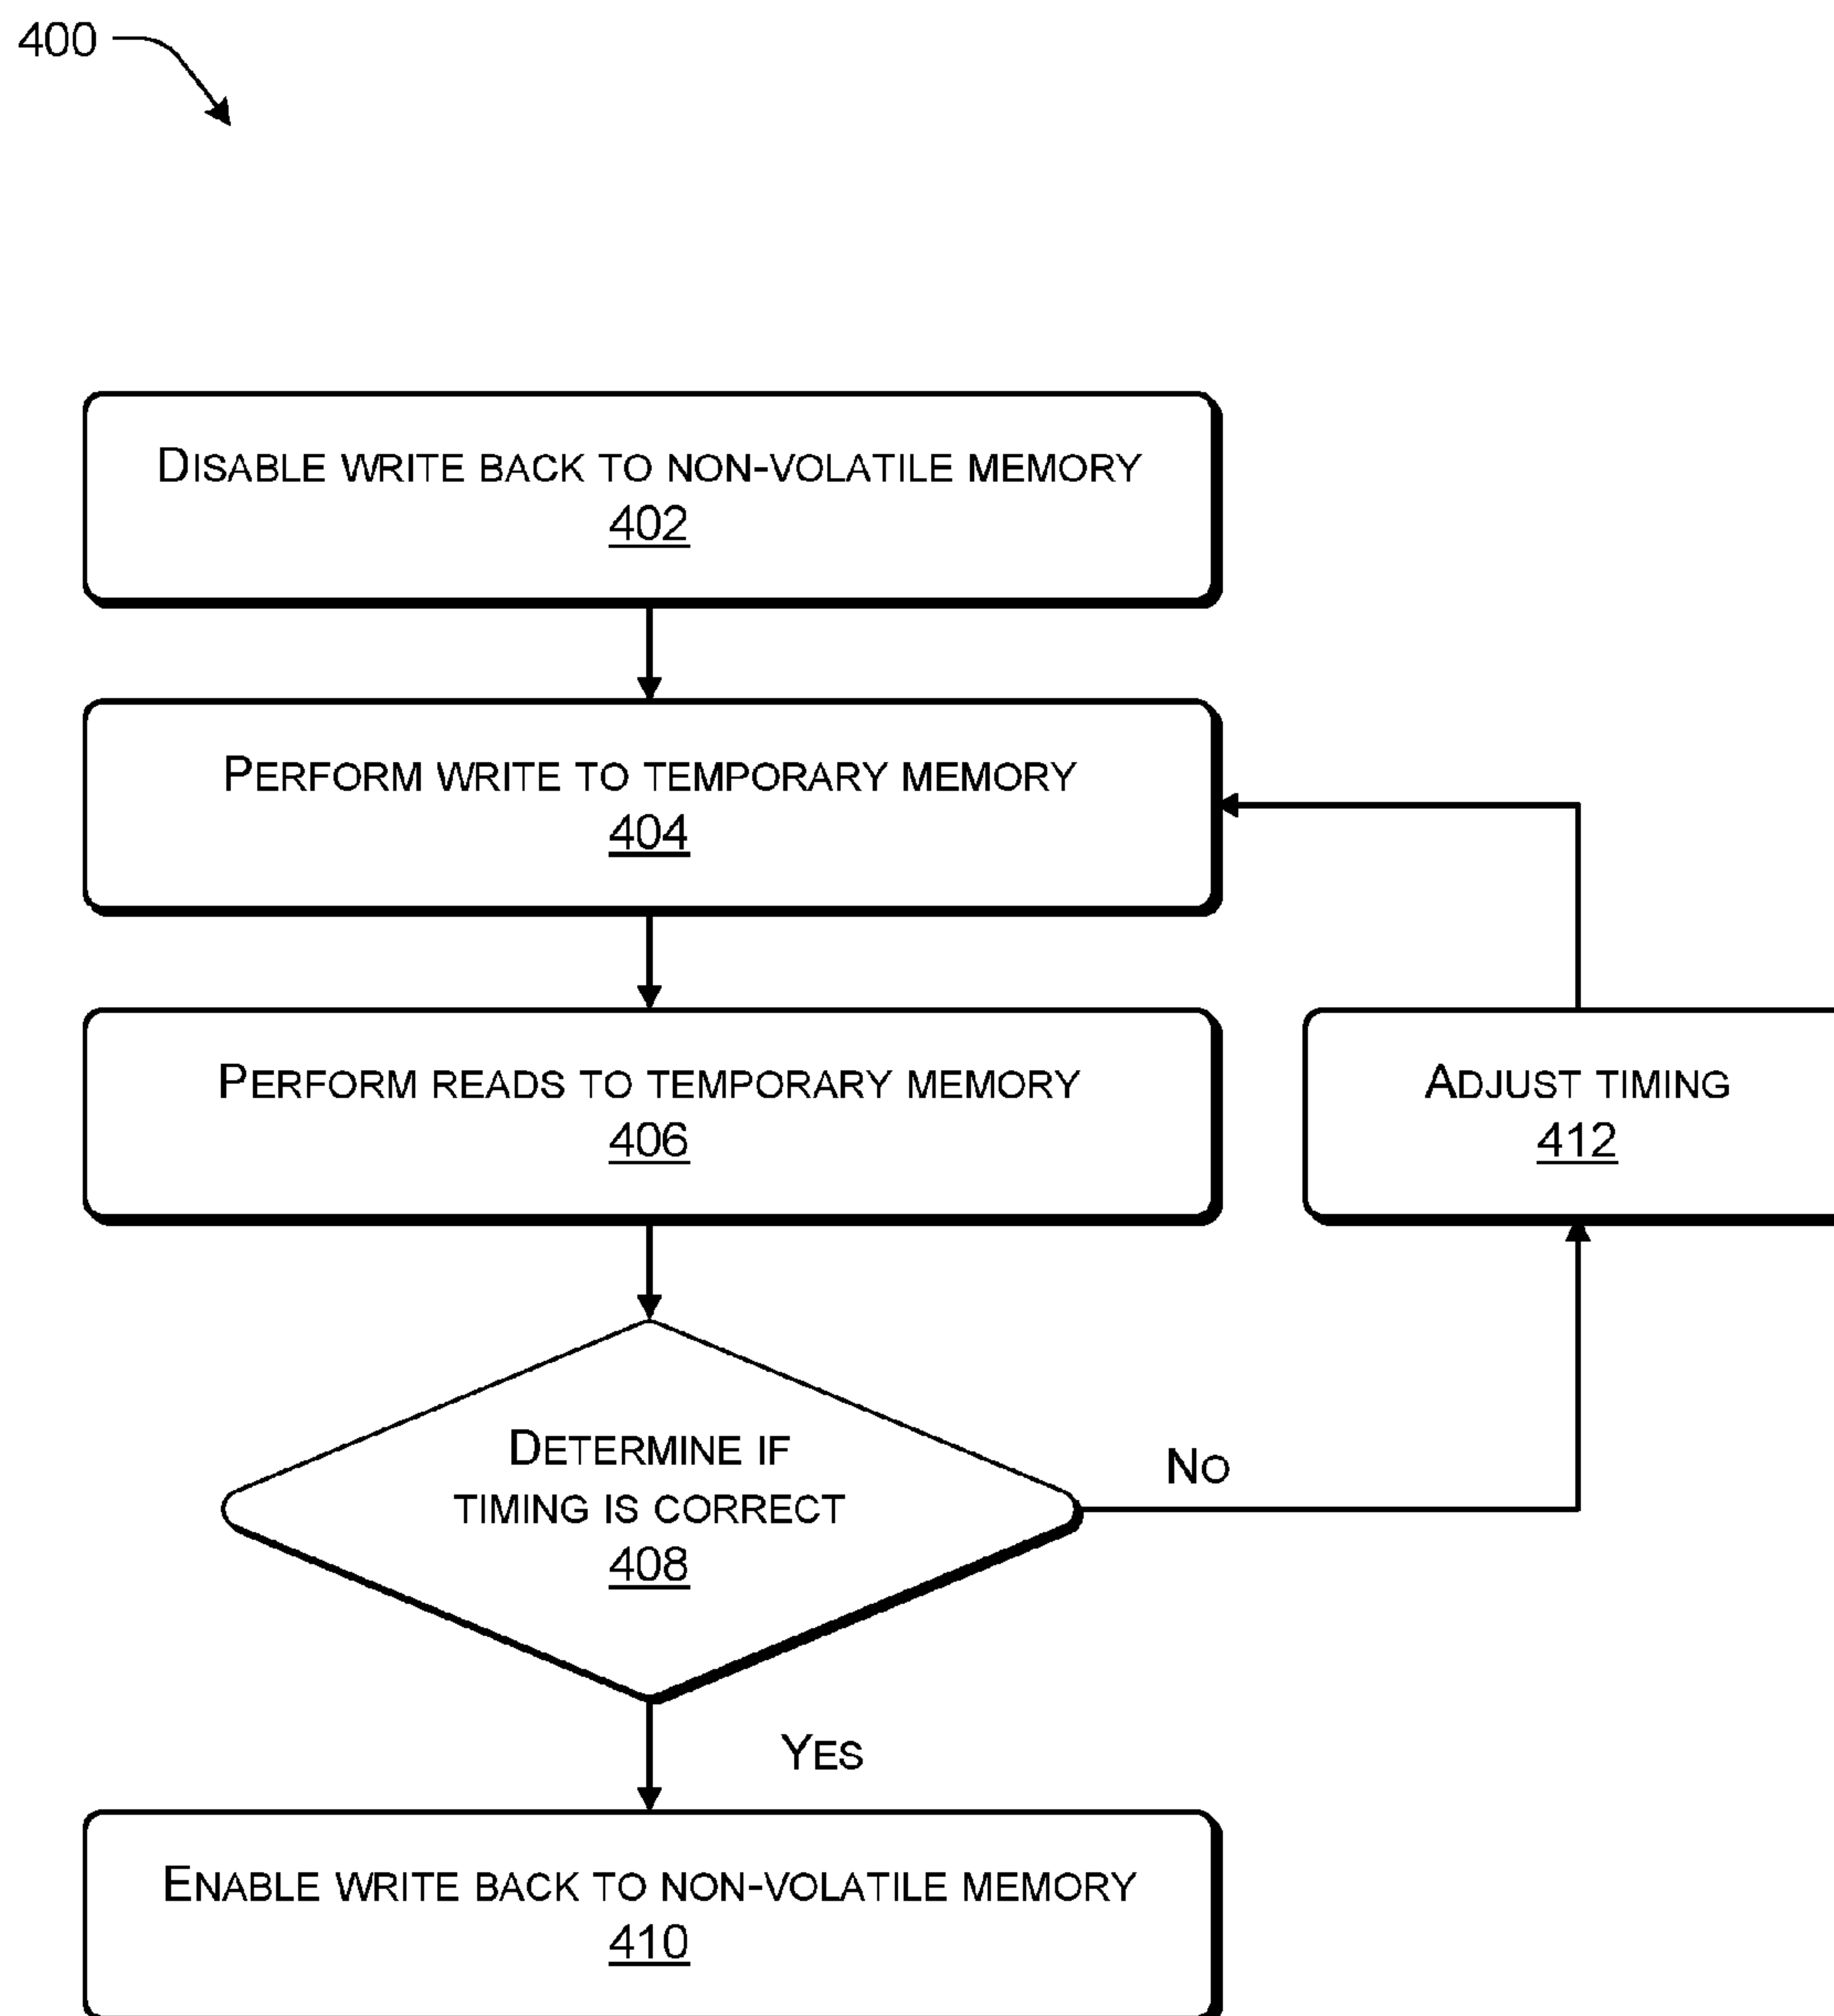 400
DISABLE WRITE BACK TO NON-VOLATILE MEMORY
402
PERFORM WRITE TO TEMPORARY MEMORY
404
PERFORM READS TO TEMPORARY MEMORY
406
ADJUST TIMING
412
DETERMINE IF
TIMING IS CORRECT
408
NO
YES
ENABLE WRITE BACK TO NON-VOLATILE MEMORY
410